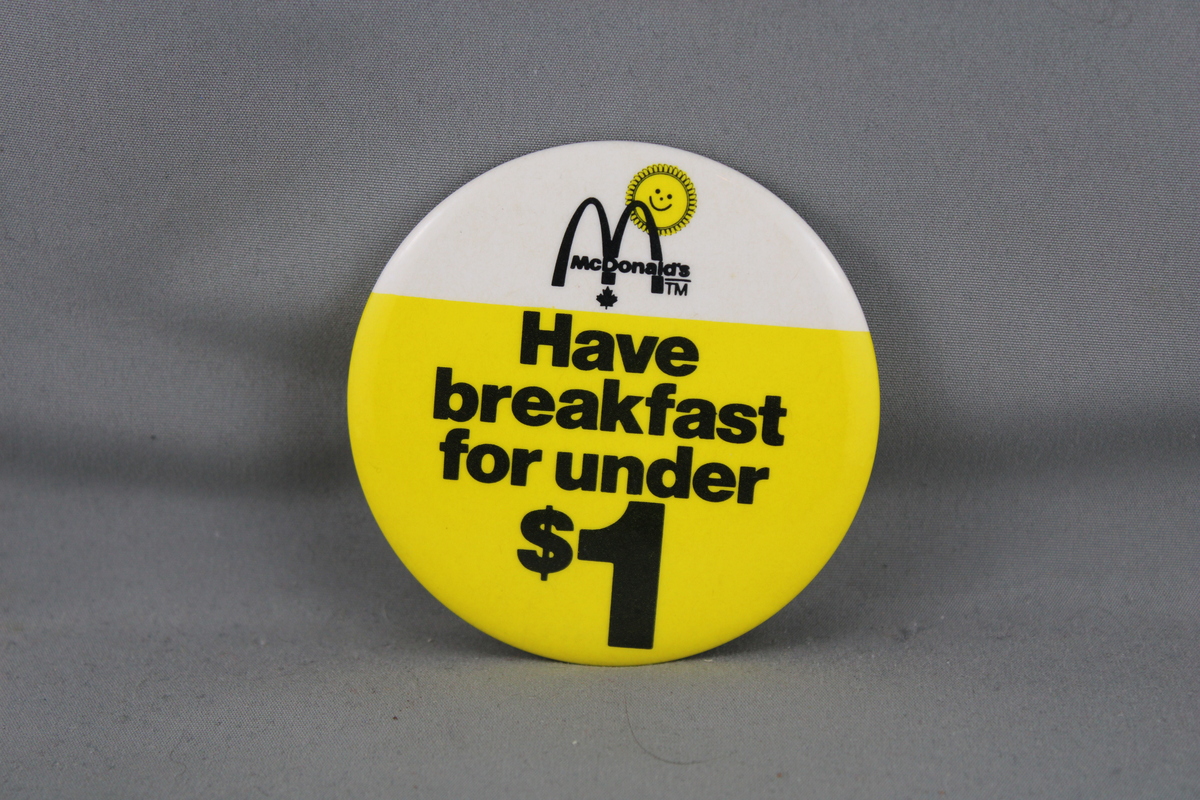 McDonald's
TM
Have
breakfast
for under
$1